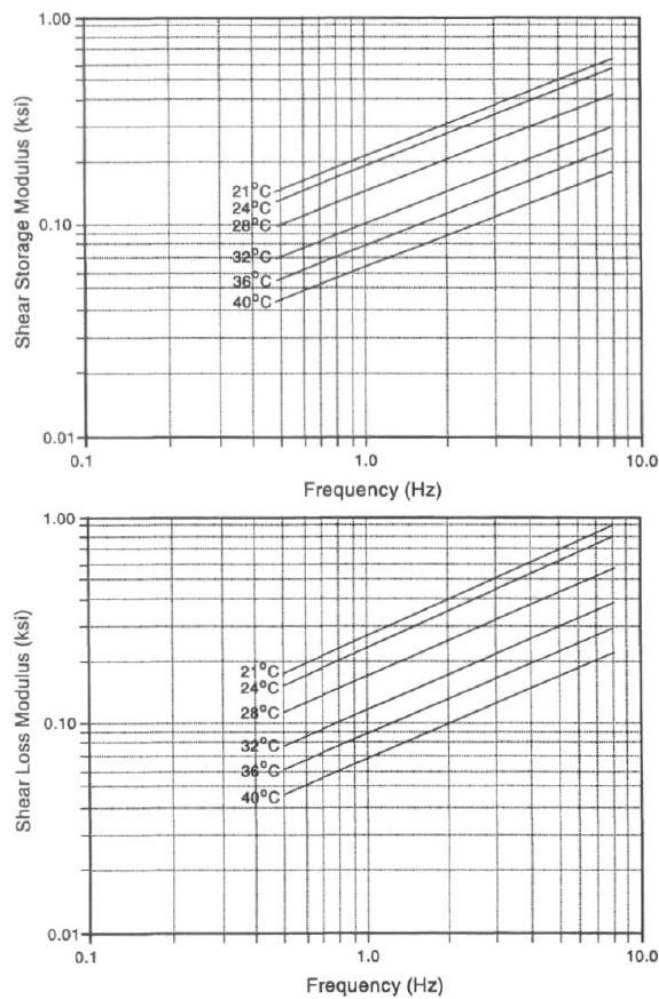 1.00
Shear Storage Modulus (ksi)
21°C
24°C
0.10
28°C
32°C
36°C
40°C
0.01
0.1
1.0
10.0
Frequency (Hz)
1.00
Shear Loss Modulus (ksi)
21°C
24°C
28°C
0.10
32°C
36°C
40°C
0.01
0.1
1.0
10.0
Frequency (Hz)